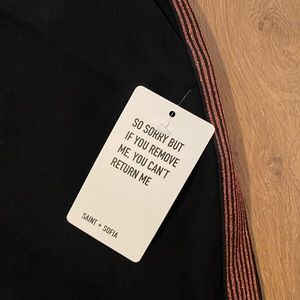 SO SORRY BUT
IF YOU REMOVE
ME, YOU CAN'T
RETURN ME
SAINT + SOFIA